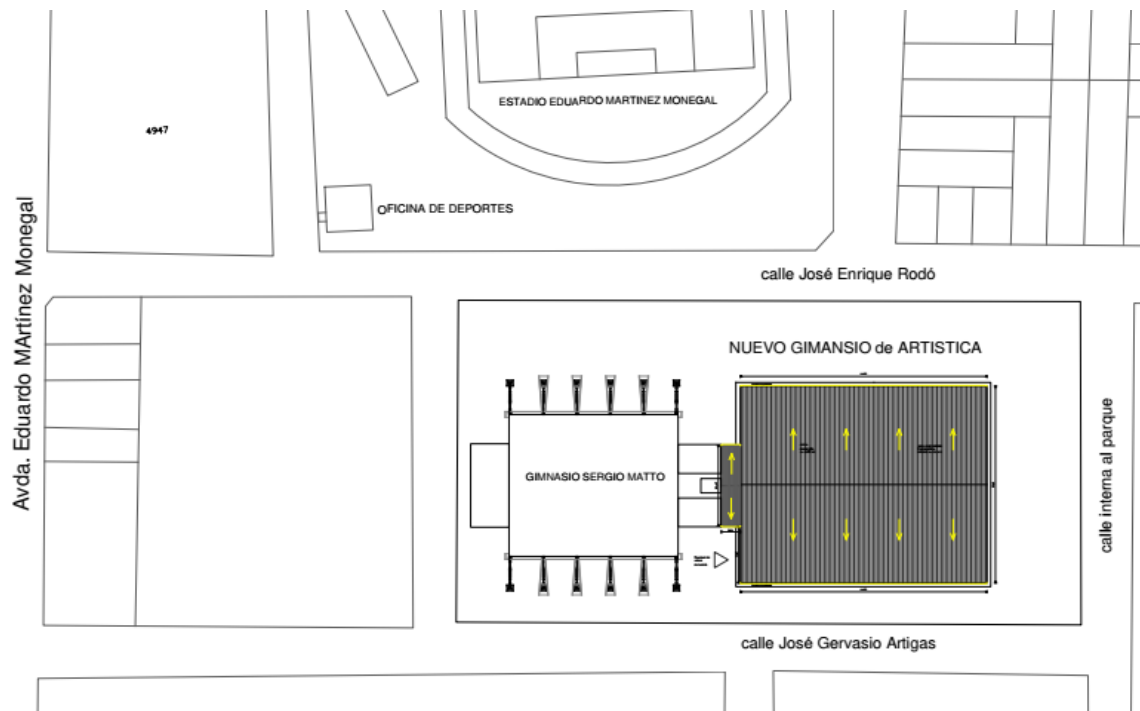 ESTADIO EDUARDO MARTINEZ MONEGAL
4947
OFICINA DE DEPORTES
Avda. Eduardo MArtínez Monegal
calle José Enrique Rodó
NUEVO GIMANSIO de ARTISTICA
GIMNASIO SERGIO MATTO
calle interna al parque
calle José Gervasio Artigas